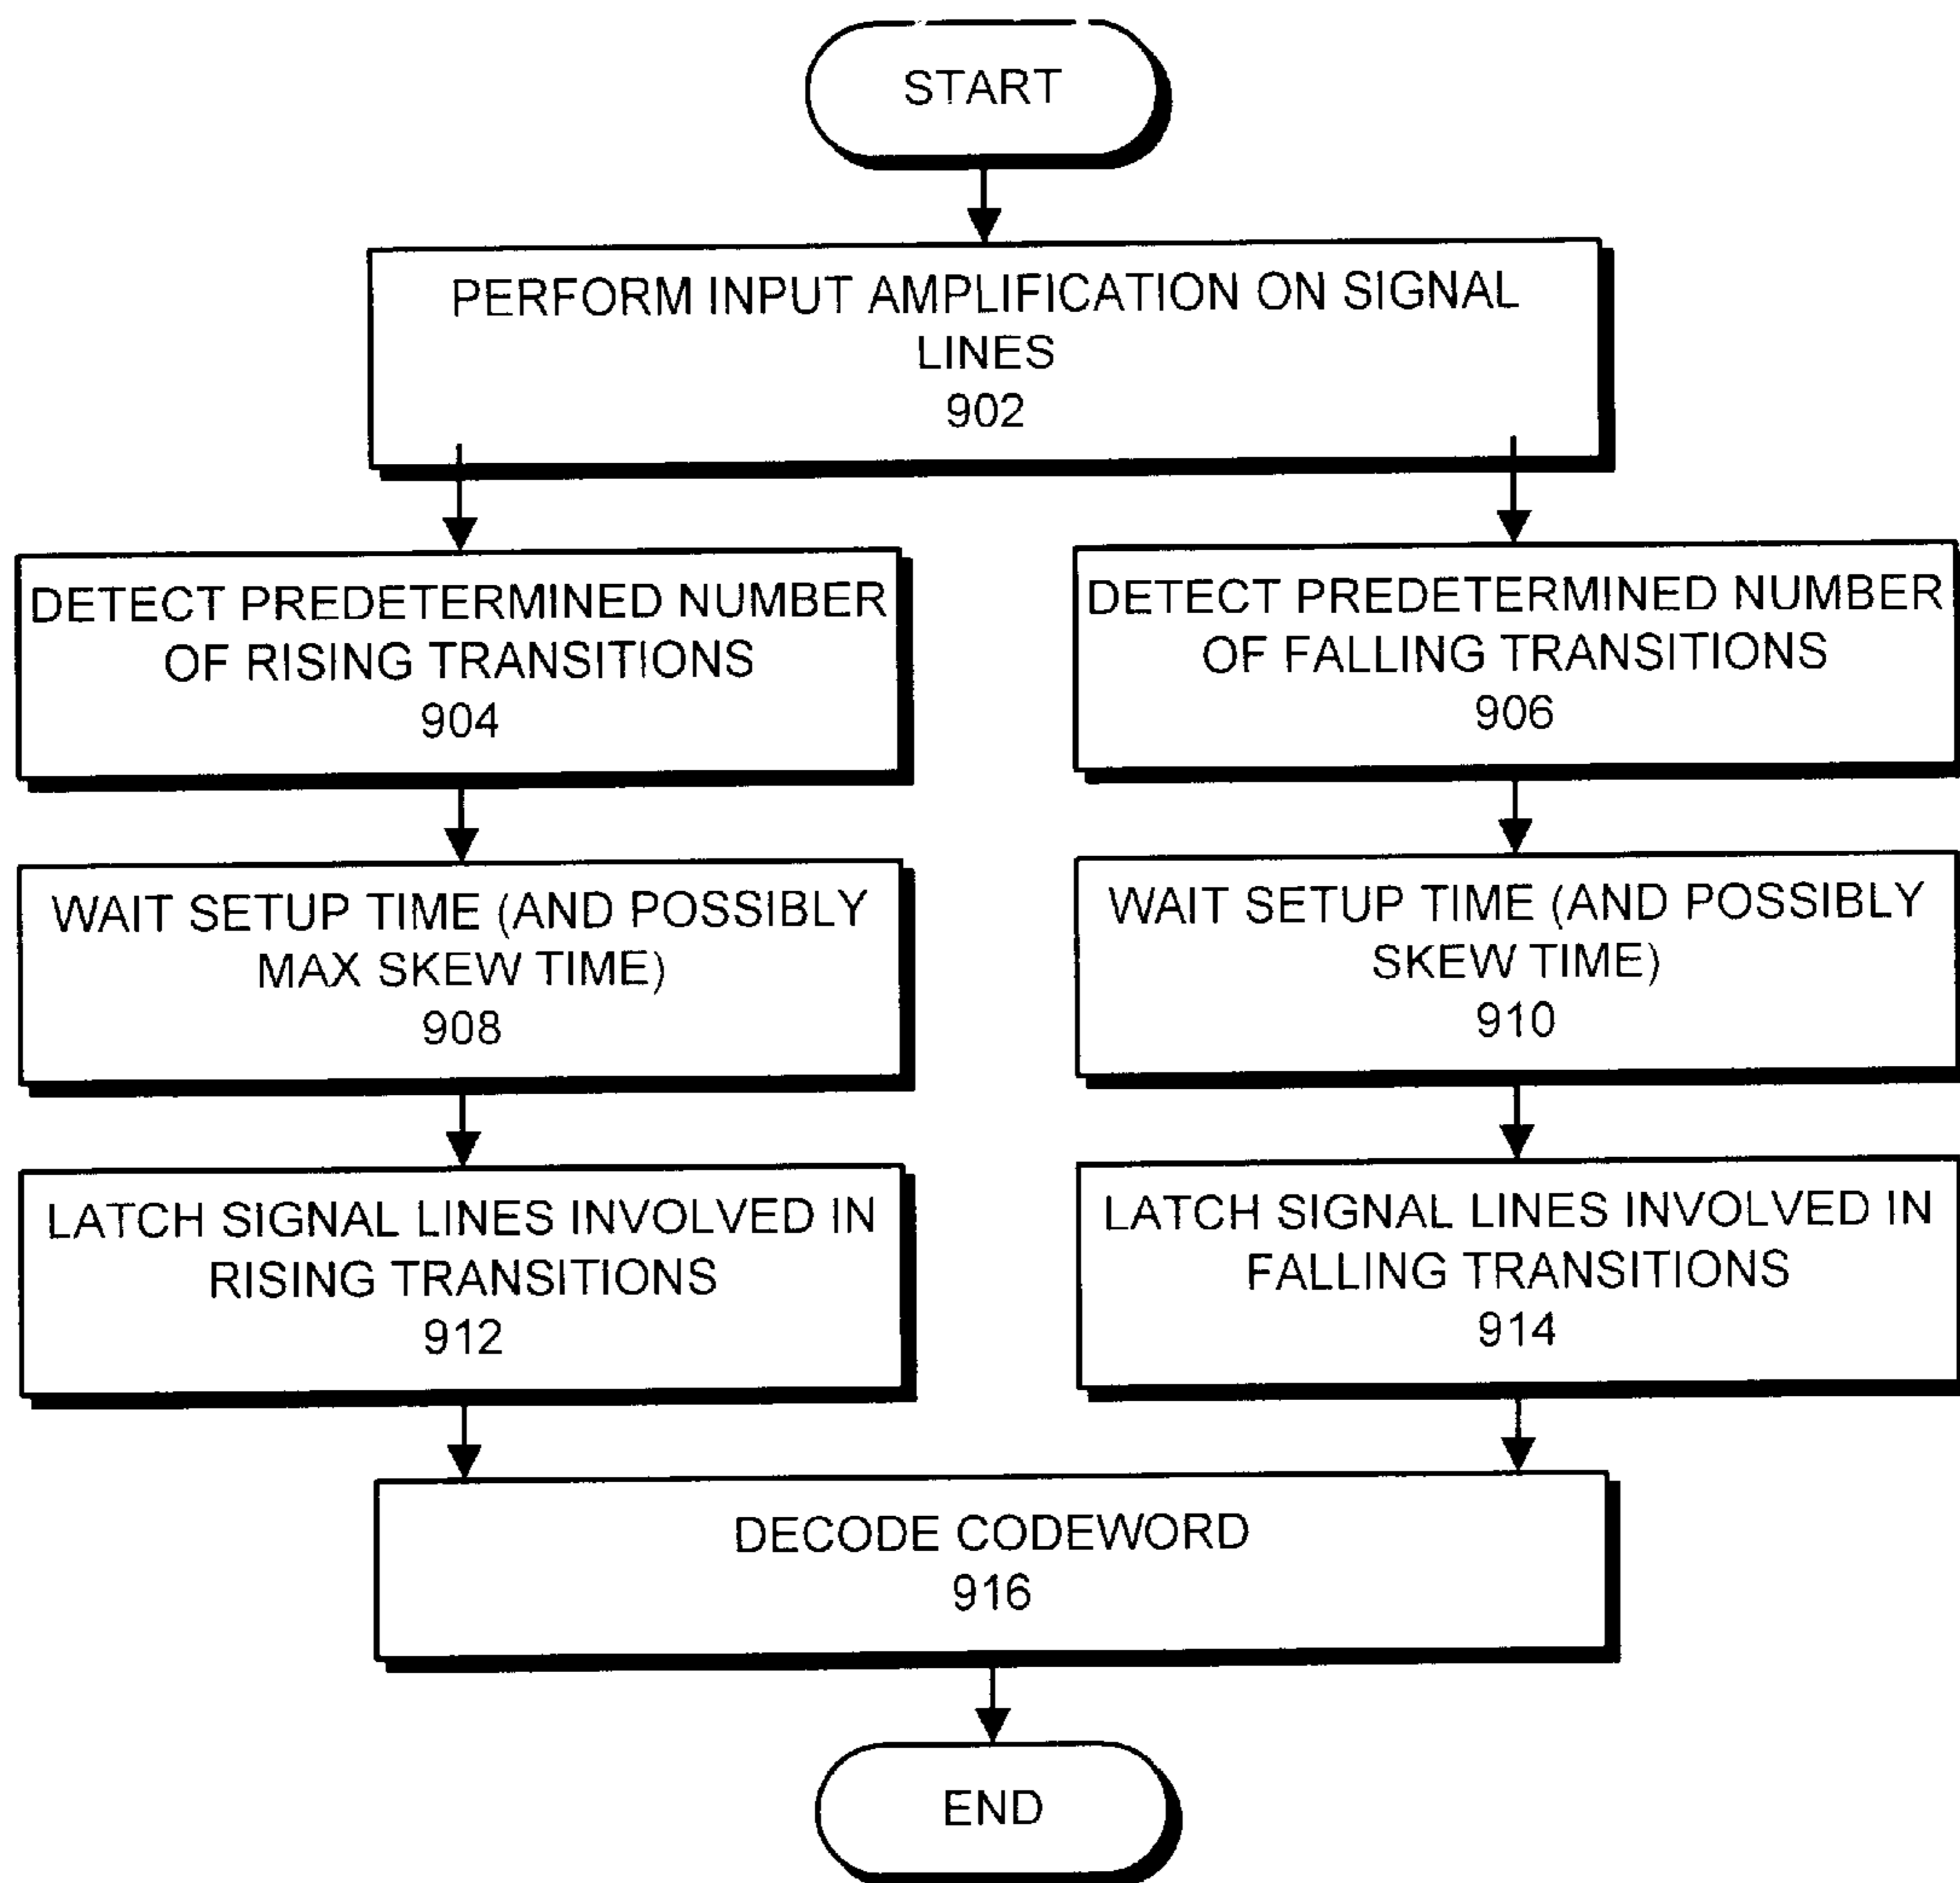 START
PERFORM INPUT AMPLIFICATION ON SIGNAL
LINES
902
DETECT PREDETERMINED NUMBER
OF RISING TRANSITIONS
904
DETECT PREDETERMINED NUMBER
OF FALLING TRANSITIONS
906
WAIT SETUP TIME (AND POSSIBLY
MAX SKEW TIME)
908
WAIT SETUP TIME (AND POSSIBLY
SKEW TIME)
910
LATCH SIGNAL LINES INVOLVED IN
RISING TRANSITIONS
912
LATCH SIGNAL LINES INVOLVED IN
FALLING TRANSITIONS
914
DECODE CODEWORD
916
END